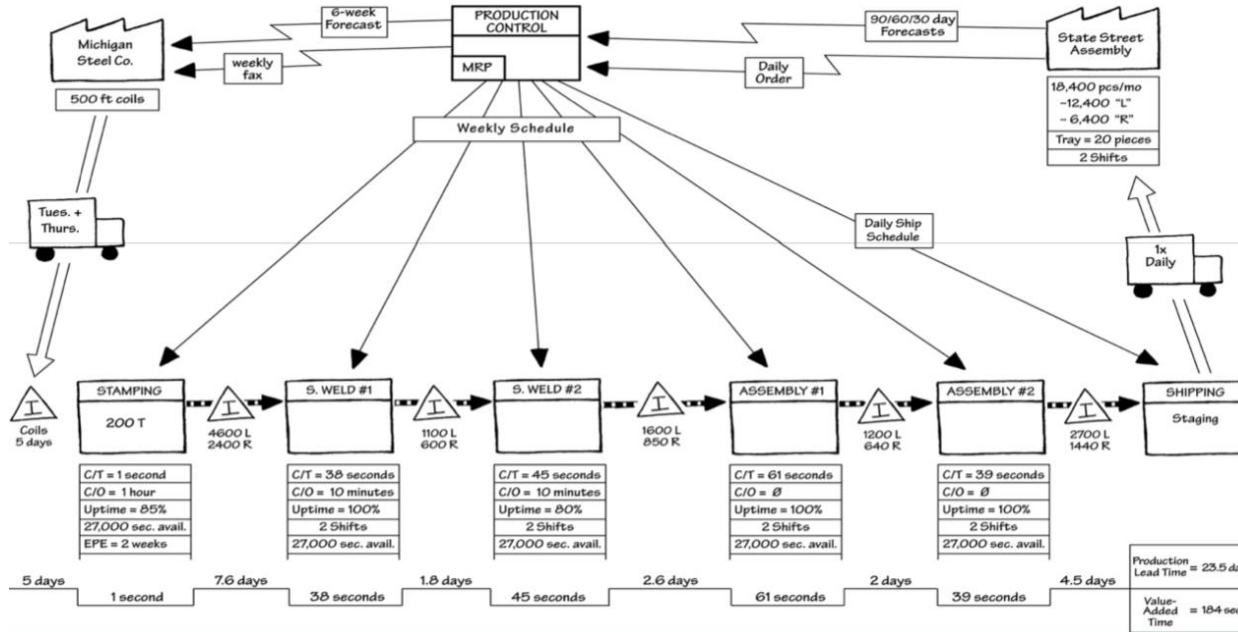 6-week
Forecast
PRODUCTION
CONTROL
90/60/30 day
Forecasts
State Street
Assembly
Michigan
Steel Co.
weekly
fax
MRP
Daily
Order
500 ft coils
18,400 pcs/mo
-12,400 "L"
- 6,400 "R"
Tray = 20 pieces
2 Shifts
Weekly Schedule
Tues. +
Thurs.
Daily Ship
Schedule
1x
Daily
I
Coils
5 days
STAMPING
200 T
I
4600 L
2400 R
S. WELD #1
I
1100 L
600 R
S. WELD #2
I
1600 L
850 R
ASSEMBLY #1
I
1200 L
640 R
ASSEMBLY #2
I
2700 L
1440 R
SHIPPING
Staging
C/T = 1 second
C/O = 1 hour
Uptime = 85%
27,000 sec. avail.
EPE = 2 weeks
C/T = 38 seconds
C/O = 10 minutes
Uptime = 100%
2 Shifts
27,000 sec. avail.
C/T = 45 seconds
C/O = 10 minutes
Uptime = 80%
2 Shifts
27,000 sec. avail.
C/T = 61 seconds
C/O = Ø
Uptime = 100%
2 Shifts
27,000 sec. avail.
C/T = 39 seconds
C/O = Ø
Uptime = 100%
2 Shifts
27,000 sec. avail.
5 days
1 second
7.6 days
38 seconds
1.8 days
45 seconds
2.6 days
61 seconds
2 days
39 seconds
4.5 days
Production
Lead Time = 23.5 da
Value-
Added
Time = 184 sec